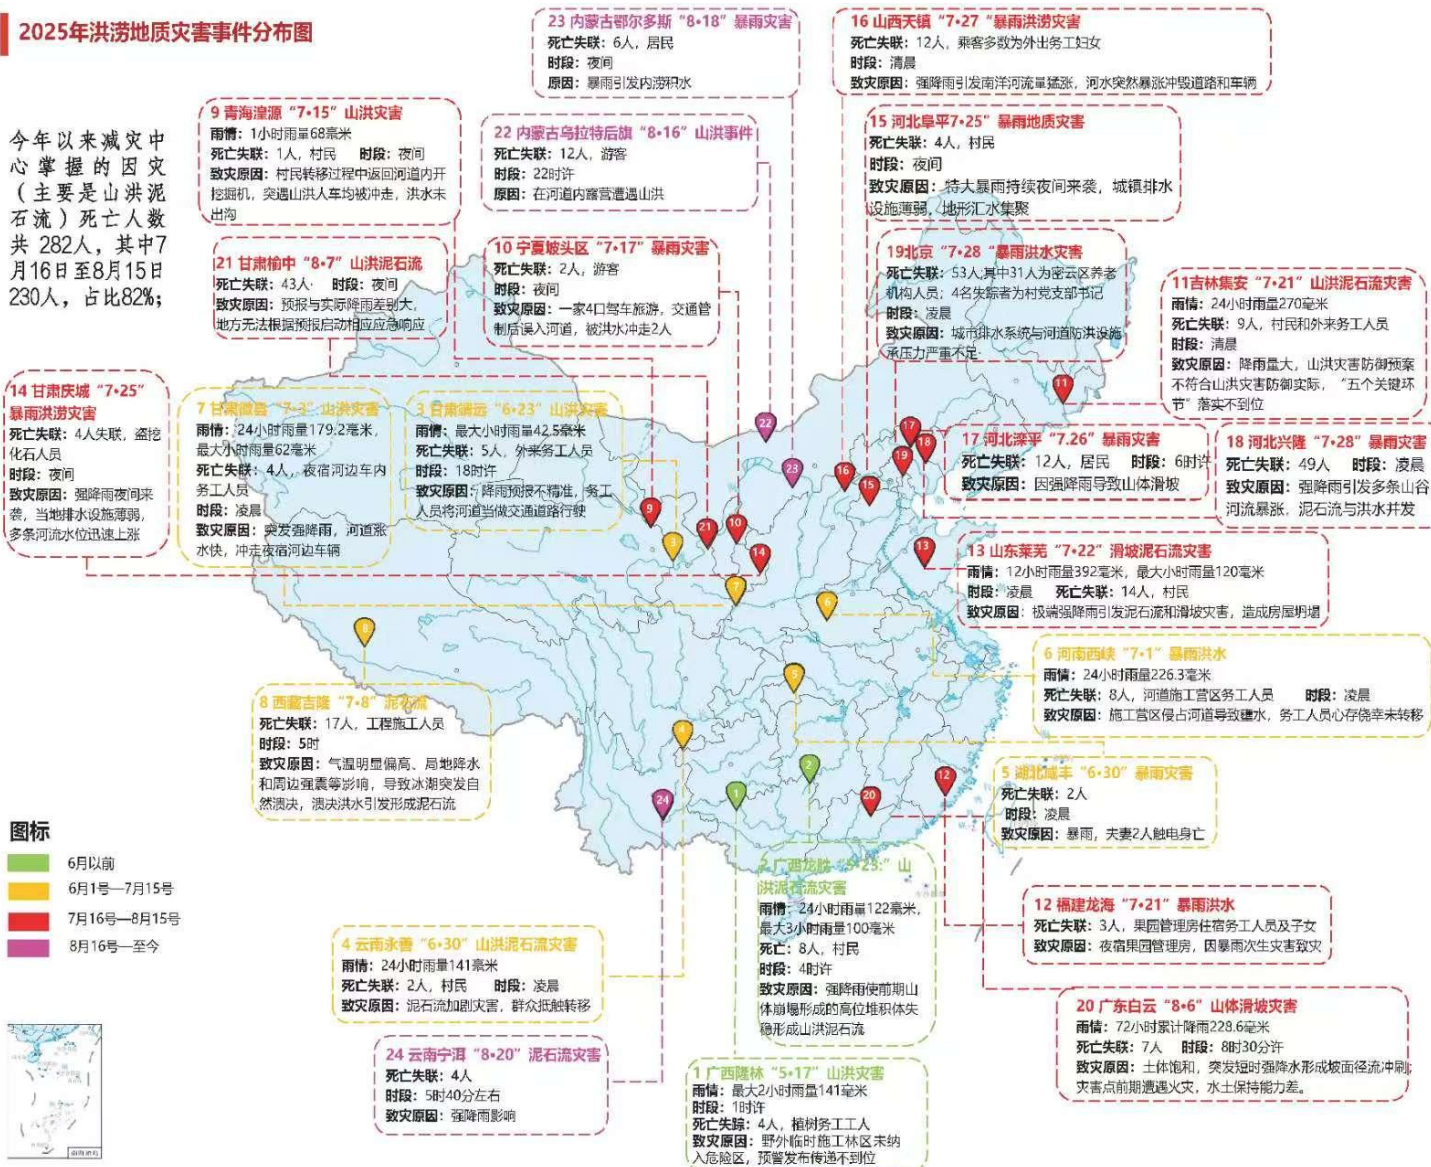 2025年洪涝地质灾害事件分布图
今年以来减灾中
心掌握的因灾
（主要是山洪泥
石流）死亡人数
共 282人，其中7
月16日至8月15日
230人，占比82%；
23 内蒙古鄂尔多斯“8•18”暴雨灾害
死亡失联：6人，居民
时段：夜间
原因：暴雨引发内涝积水
16 山西天镇“7•27“暴雨洪涝灾害
死亡失联：12人，乘客多数为外出务工妇女
时段：清晨
致灾原因：强降雨引发南洋河流量猛涨，河水突然暴涨冲毁道路和车辆
9 青海湟源“7•15”山洪灾害
雨情：1小时雨量68毫米
死亡失联：1人，村民 时段：夜间
致灾原因：村民转移过程中返回河道内开
挖掘机，突遇山洪人车均被冲走，洪水未
出沟
22 内蒙古乌拉特后旗“8•16”山洪事件
死亡失联：12人，游客
时段：22时许
原因：在河道内露营遭遇山洪
15 河北阜平7•25”暴雨地质灾害
死亡失联：4人，村民
时段：夜间
致灾原因：特大暴雨持续夜间来袭，城镇排水
设施薄弱，地形汇水集聚
21 甘肃榆中“8•7”山洪泥石流
死亡失联：43人· 时段：夜间
致灾原因：预报与实际降雨差别大，
地方无法根据预报启动相应应急响应
10 宁夏坡头区“7•17”暴雨灾害
死亡失联：2人，游客
时段：夜间
致灾原因：一家4口驾车旅游，交通管
制后误入河道，被洪水冲走2人
19北京“7•28“暴雨洪水灾害
死亡失联：53人;其中31人为密云区养老
机构人员；4名失踪者为村党支部书记
时段：凌晨
致灾原因：城市排水系统与河道防洪设施
承压力严重不足·
11吉林集安“7•21”山洪泥石流灾害
雨情：24小时雨量270毫米
死亡失联：9人，村民和外来务工人员
时段：清晨
致灾原因：降雨量大，山洪灾害防御预案
不符合山洪灾害防御实际，“五个关键环
节”落实不到位
14 甘肃庆城“7•25”
暴雨洪涝灾害
死亡失联：4人失联，盗挖
化石人员
时段：夜间
致灾原因：强降雨夜间来
袭，当地排水设施薄弱，
多条河流水位迅速上涨
7 甘肃徽县“7•3”山洪灾害
雨情：24小时雨量179.2毫米，
最大小时雨量62毫米
死亡失联：4人，夜宿河边车内
务工人员
时段：凌晨
致灾原因：突发强降雨，河道涨
水快，冲走夜宿河边车辆
3 甘肃肃南“6•23”山洪灾害
雨情：最大小时雨量42.5毫米
死亡失联：5人，外来务工人员
时段：18时许
致灾原因：降雨预报不精准，务工
人员将河道当做交通道路行驶
17 河北滦平“7.26”暴雨灾害
死亡失联：12人，居民 时段：6时许
致灾原因：因强降雨导致山体滑坡
18 河北兴隆“7•28”暴雨灾害
死亡失联：49人 时段：凌晨
致灾原因：强降雨引发多条山谷
河流暴涨，泥石流与洪水并发
13 山东莱芜“7•22”滑坡泥石流灾害
雨情：12小时雨量392毫米，最大小时雨量120毫米
时段：凌晨 死亡失联：14人，村民
致灾原因：极端强降雨引发泥石流和滑坡灾害，造成房屋坍塌
6 河南西峡“7•1”暴雨洪水
雨情：24小时雨量226.3毫米
死亡失联：8人，河道施工营区务工人员 时段：凌晨
致灾原因：施工营区侵占河道导致壅水，务工人员心存侥幸未转移
8 西藏吉隆“7•8”泥石流
死亡失联：17人，工程施工人员
时段：5时
致灾原因：气温明显偏高、局地降水
和周边强震等影响，导致冰湖突发自
然溃决，溃决洪水引发形成泥石流
5 湖北咸丰“6•30”暴雨灾害
死亡失联：2人
时段：凌晨
致灾原因：暴雨，夫妻2人触电身亡
图标
6月以前
6月1号—7月15号
7月16号—8月15号
8月16号—至今
2 广西龙胜“5•23:”山
洪泥石流灾害
雨情：24小时雨量122毫米，
最大3小时雨量100毫米
死亡：8人，村民
时段：4时许
致灾原因：强降雨使前期山
体崩塌形成的高位堆积体失
稳形成山洪泥石流
12 福建龙海“7•21”暴雨洪水
死亡失联：3人，果园管理房住宿务工人员及子女
致灾原因：夜宿果园管理房，因暴雨次生灾害致灾
4 云南永善“6•30”山洪泥石流灾害
雨情：24小时雨量141毫米
死亡失联：2人，村民 时段：凌晨
致灾原因：泥石流加剧灾害，群众抵触转移
20 广东白云“8•6”山体滑坡灾害
雨情：72小时累计降雨228.6毫米
死亡失联：7人 时段：8时30分许
致灾原因：土体饱和，突发短时强降水形成坡面径流冲刷;
灾害点前期遭遇火灾，水土保持能力差。
24 云南宁洱“8•20”泥石流灾害
死亡失联：4人
时段：5时40分左右
致灾原因：强降雨影响
1 广西隆林“5•17”山洪灾害
雨情：最大2小时雨量141毫米
时段：1时许
死亡失踪：4人，植树务工工人
致灾原因：野外临时施工林区未纳
入危险区，预警发布传递不到位
11
22
17
18
19
23
16
15
9
21
10
3
14
13
7
6
8
5
4
2
12
24
1
20